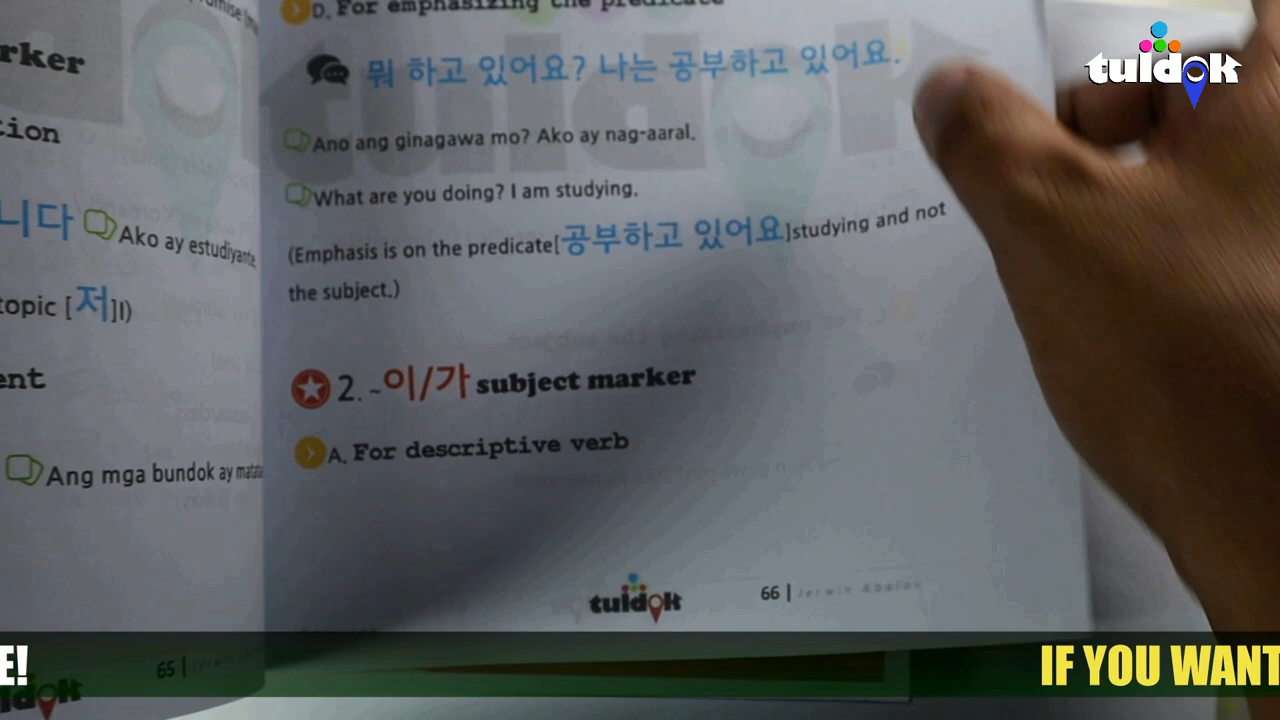 rker
tion
니다 Ako ay estudiyante.
topic [저]I)
ent
Ang mga bundok ay
65 |
D. For emphasizing the predicate
뭐 하고 있어요? 나는 공부하고 있어요.
Ano ang ginagawa mo? Ako ay nag-aaral.
What are you doing? I am studying.
(Emphasis is on the predicate[공부하고 있어요]studying and not
the subject.)
2. ~이/가 subject marker
A. For descriptive verb
tuldok
66 | Jerwin Abalos
tuldok
E!
IF YOU WANT